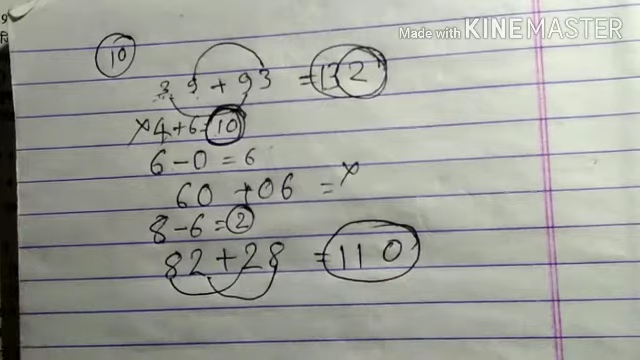 Made with KINEMASTER
10
39 + 93 = 132
×4+6=10
6-0=6
60 +06 =×
8-6=2
82+28 =110